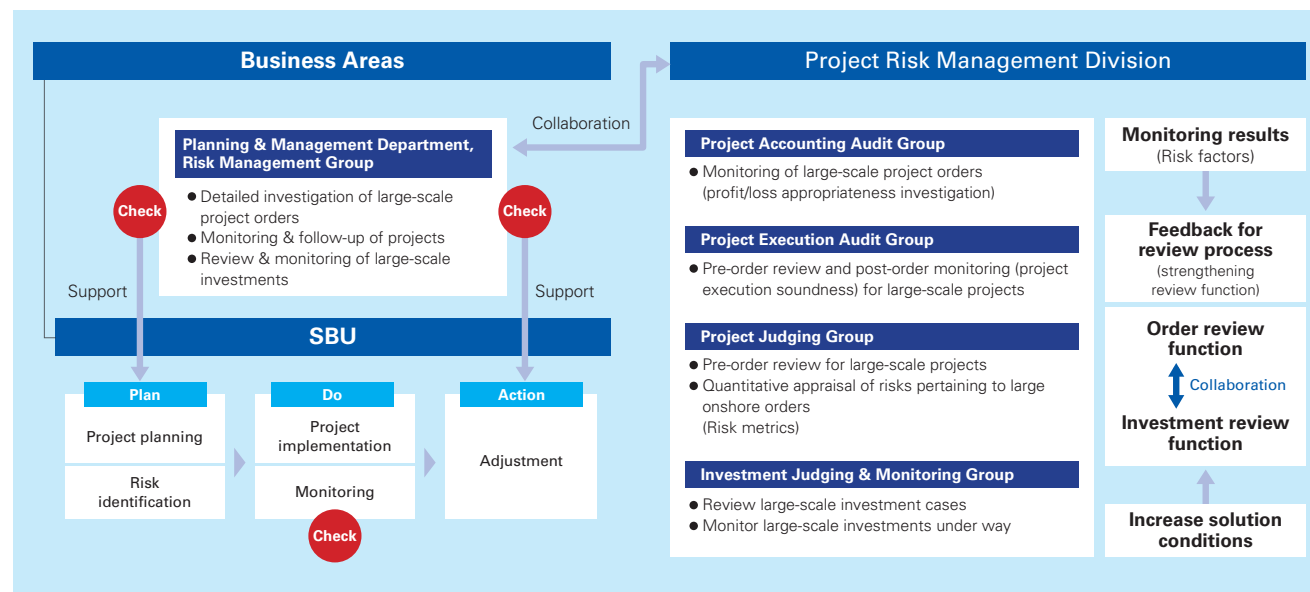 Business Areas
Collaboration
Planning & Management Department,
Risk Management Group
● Detailed investigation of large-scale
project orders
● Monitoring & follow-up of projects
● Review & monitoring of large-scale
investments
Check
Check
Support
Support
SBU
Plan
Project planning
Risk
identification
Do
Project
implementation
Monitoring
Check
Action
Adjustment
Project Risk Management Division
Project Accounting Audit Group
● Monitoring of large-scale project orders
(profit/loss appropriateness investigation)
Project Execution Audit Group
● Pre-order review and post-order monitoring (project
execution soundness) for large-scale projects
Project Judging Group
● Pre-order review for large-scale projects
● Quantitative appraisal of risks pertaining to large
onshore orders
(Risk metrics)
Investment Judging & Monitoring Group
● Review large-scale investment cases
● Monitor large-scale investments under way
Monitoring results
(Risk factors)
Feedback for
review process
(strengthening
review function)
Order review
function
Collaboration
Investment review
function
Increase solution
conditions